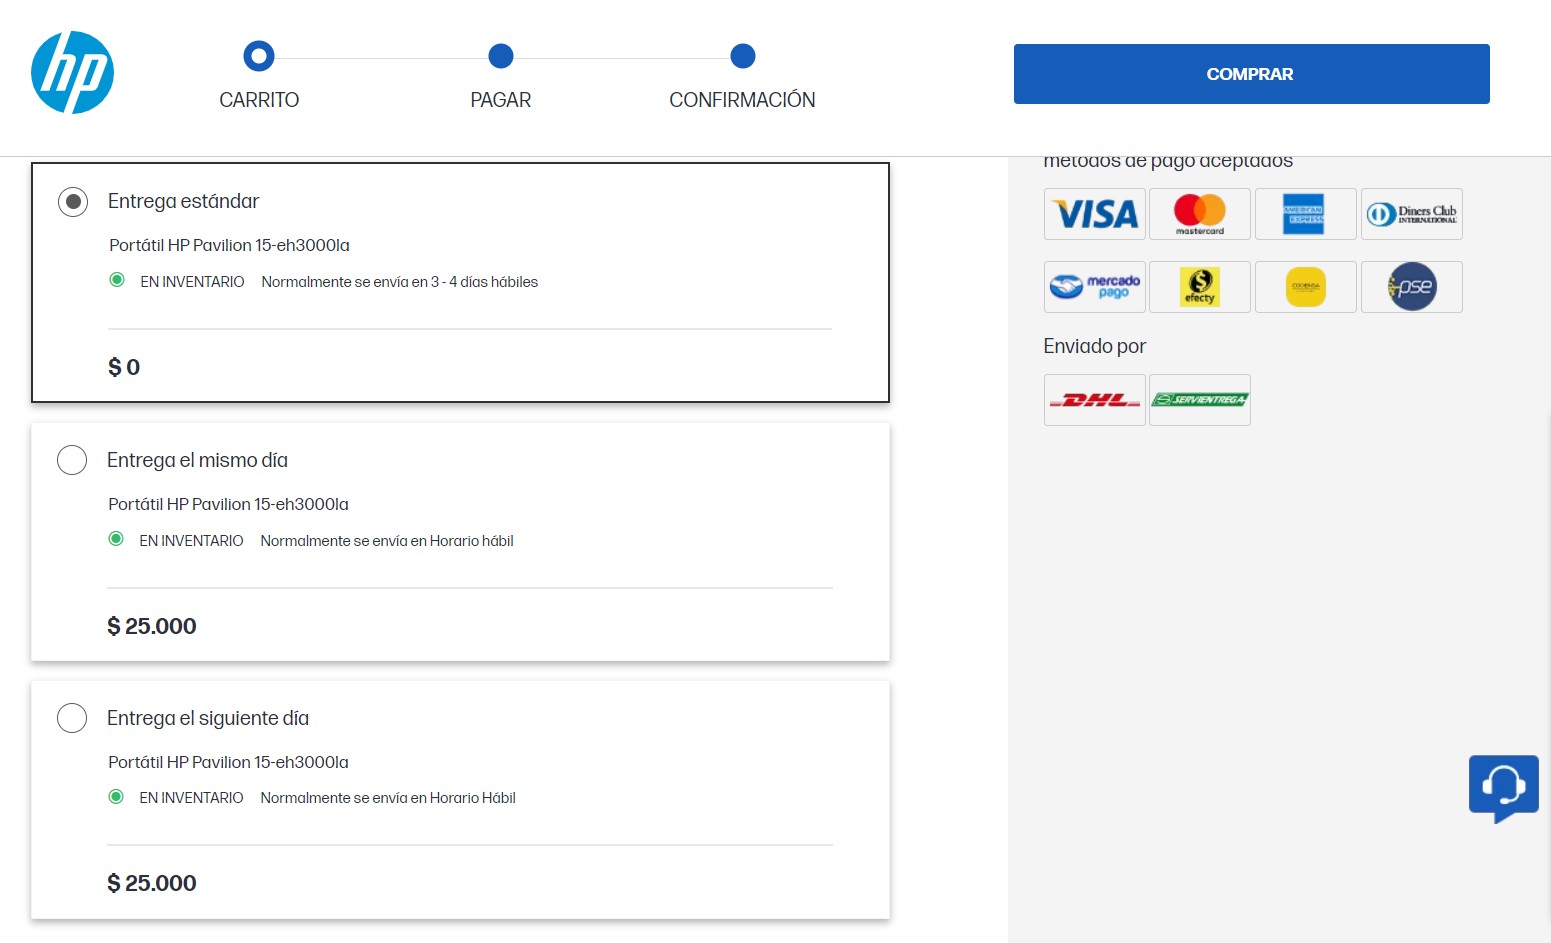 hp
CARRITO
PAGAR
CONFIRMACIÓN
COMPRAR
Entrega estándar
Portátil HP Pavilion 15-eh3000la
EN INVENTARIO Normalmente se envía en 3 - 4 días hábiles
$ 0
Entrega el mismo día
Portátil HP Pavilion 15-eh3000la
EN INVENTARIO Normalmente se envía en Horario hábil
$ 25.000
Entrega el siguiente día
Portátil HP Pavilion 15-eh3000la
EN INVENTARIO Normalmente se envía en Horario Hábil
$ 25.000
métodos de pago aceptados
VISA
mastercard
AMERICAN EXPRESS
Diners Club
INTERNATIONAL
mercado
pago
$
efecty
CODENSA
pse
Enviado por
DHL
SERVIENTREGA